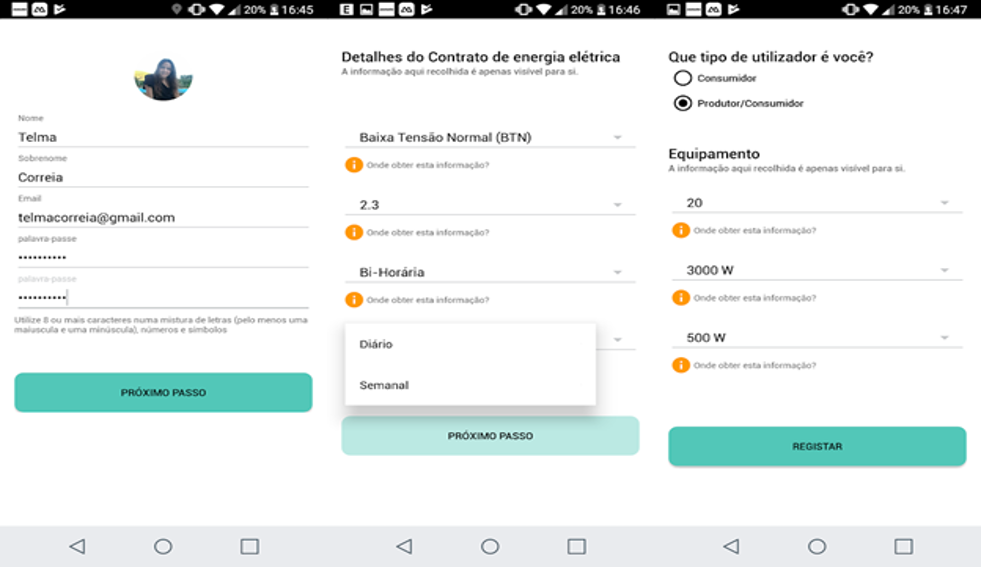 20% 16:45
Nome
Telma
Sobrenome
Correia
Email
telmacorreia@gmail.com
palavra-passe
••••••••••
palavra-passe
••••••••••
Utilize 8 ou mais caracteres numa mistura de letras (pelo menos uma
maiuscula e uma minúscula), números e símbolos
PRÓXIMO PASSO
E 20% 16:46
Detalhes do Contrato de energia elétrica
A informação aqui recolhida é apenas visível para si.
Baixa Tensão Normal (BTN)
Onde obter esta informação?
2.3
Onde obter esta informação?
Bi-Horária
Onde obter esta informação?
Diário
Semanal
PRÓXIMO PASSO
20% 16:47
Que tipo de utilizador é você?
Consumidor
Produtor/Consumidor
Equipamento
A informação aqui recolhida é apenas visível para si.
20
Onde obter esta informação?
3000 W
Onde obter esta informação?
500 W
Onde obter esta informação?
REGISTAR